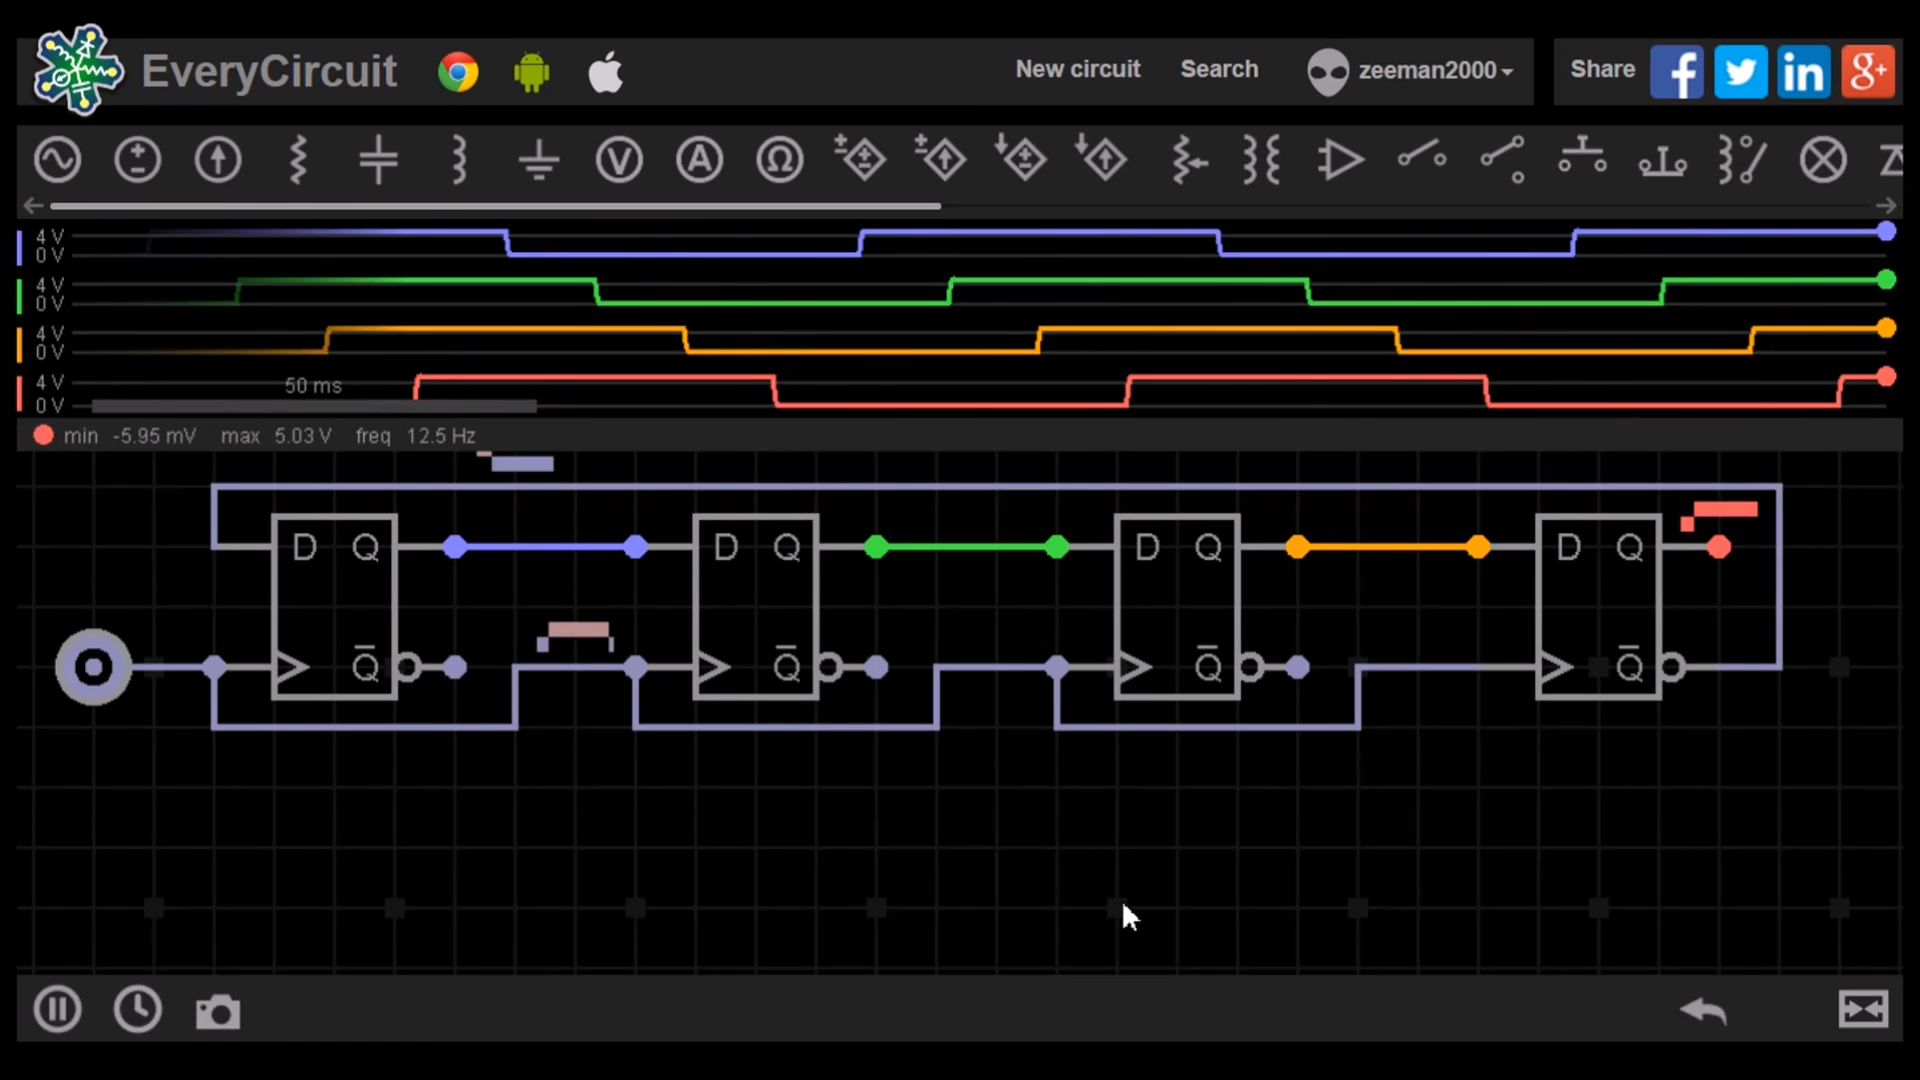 EveryCircuit New circuit Search zeeman2000 Share f in g+
V A Ω
4 V
0 V
4 V
0 V
4 V
0 V
4 V 50 ms
0 V
min -5.95 mV max 5.03 V freq 12.5 Hz
D Q D Q D Q D Q
Q̅ Q̅ Q̅ Q̅